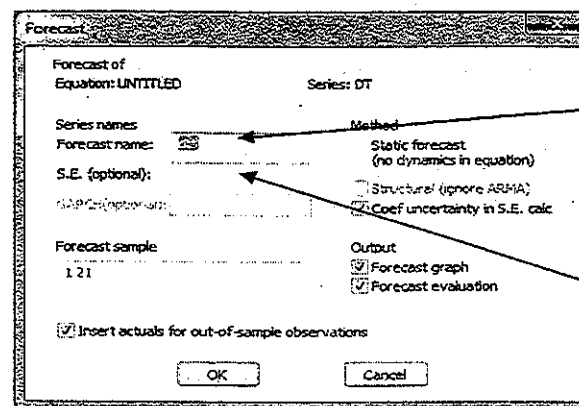 Forecast
Forecast of
Equation: UNTITLED Series: DT
Series names
Forecast name:
S.E. (optional):
GARCH(optional):
Method
Static forecast
(no dynamics in equation)
Structural (ignore ARMA)
Coef uncertainty in S.E. calc
Forecast sample
1 21
Output
Forecast graph
Forecast evaluation
Insert actuals for out-of-sample observations
OK Cancel